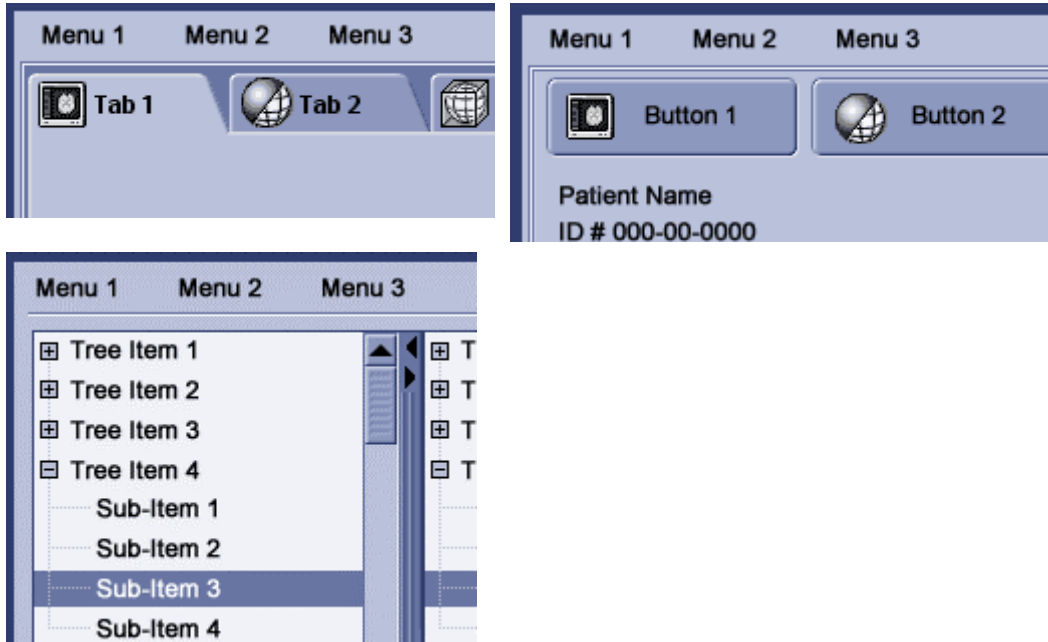 Menu 1 Menu 2 Menu 3
Tab 1 Tab 2
Menu 1 Menu 2 Menu 3
Button 1 Button 2
Patient Name
ID # 000-00-0000
Menu 1 Menu 2 Menu 3
Tree Item 1 T
Tree Item 2 T
Tree Item 3 T
Tree Item 4 T
Sub-Item 1
Sub-Item 2
Sub-Item 3
Sub-Item 4